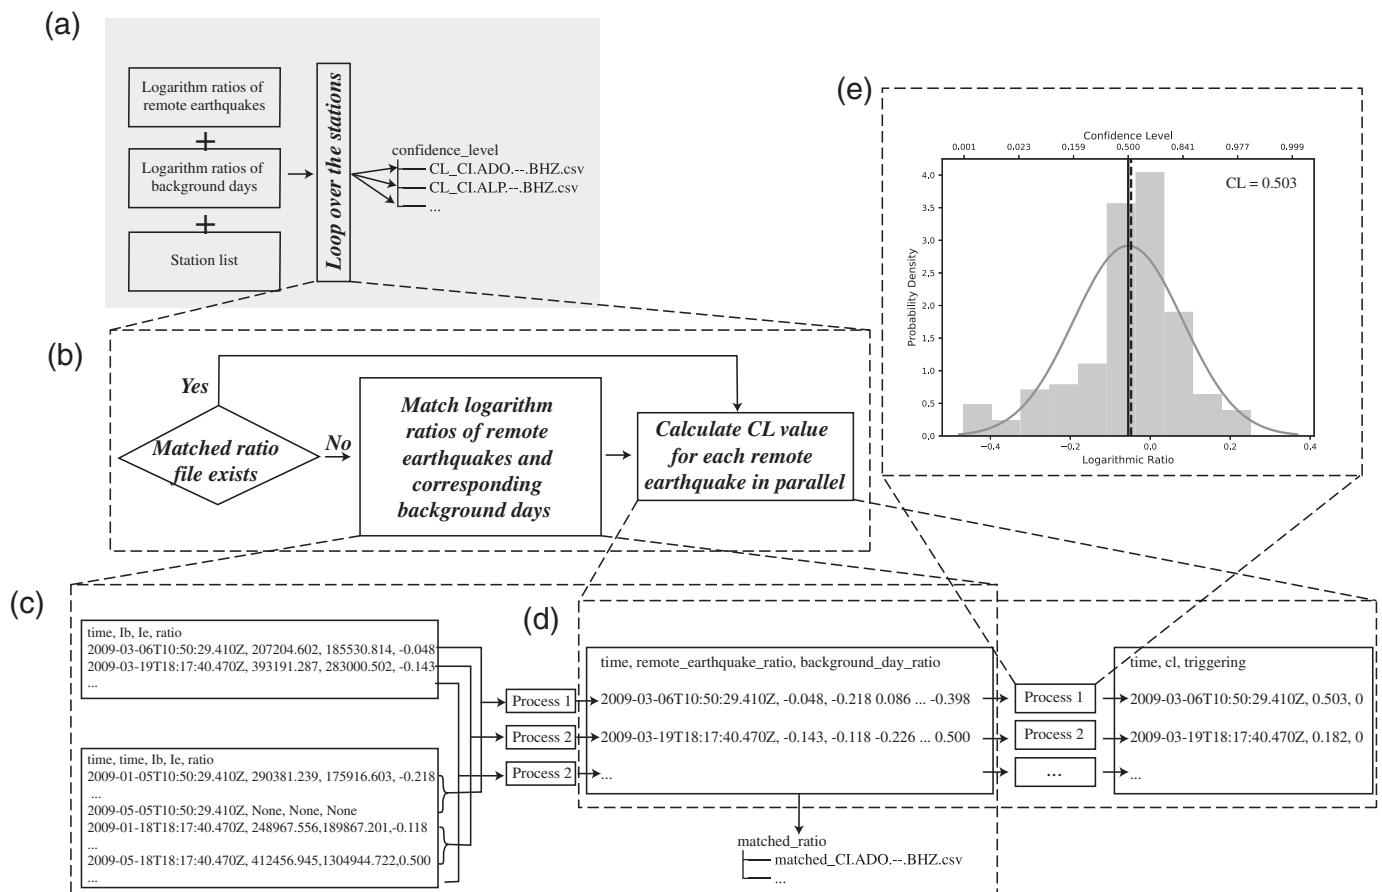 (a)
Logarithm ratios of
remote earthquakes
+
Logarithm ratios of
background days
+
Station list
Loop over the stations
confidence_level
CL_CI.ADO.--.BHZ.csv
CL_CI.ALP.--.BHZ.csv
...
(b)
Yes
Matched ratio
file exists
No
Match logarithm
ratios of remote
earthquakes and
corresponding
background days
Calculate CL value
for each remote
earthquake in parallel
(e)
Confidence Level
0.001 0.023 0.159 0.500 0.841 0.977 0.999
CL = 0.503
Probability Density
4.0
3.5
3.0
2.5
2.0
1.5
1.0
0.5
0.0
−0.4 −0.2 0.0 0.2 0.4
Logarithmic Ratio
(c)
time, Ib, Ie, ratio
2009-03-06T10:50:29.410Z, 207204.602, 185530.814, -0.048
2009-03-19T18:17:40.470Z, 393191.287, 283000.502, -0.143
...
time, time, Ib, Ie, ratio
2009-01-05T10:50:29.410Z, 290381.239, 175916.603, -0.218
...
2009-05-05T10:50:29.410Z, None, None, None
2009-01-18T18:17:40.470Z, 248967.556,189867.201,-0.118
...
2009-05-18T18:17:40.470Z, 412456.945,1304944.722,0.500
...
Process 1
Process 2
Process 2
(d)
time, remote_earthquake_ratio, background_day_ratio
2009-03-06T10:50:29.410Z, -0.048, -0.218 0.086 ... -0.398
2009-03-19T18:17:40.470Z, -0.143, -0.118 -0.226 ... 0.500
...
matched_ratio
matched_CI.ADO.--.BHZ.csv
...
Process 1
Process 2
...
time, cl, triggering
2009-03-06T10:50:29.410Z, 0.503, 0
2009-03-19T18:17:40.470Z, 0.182, 0
...